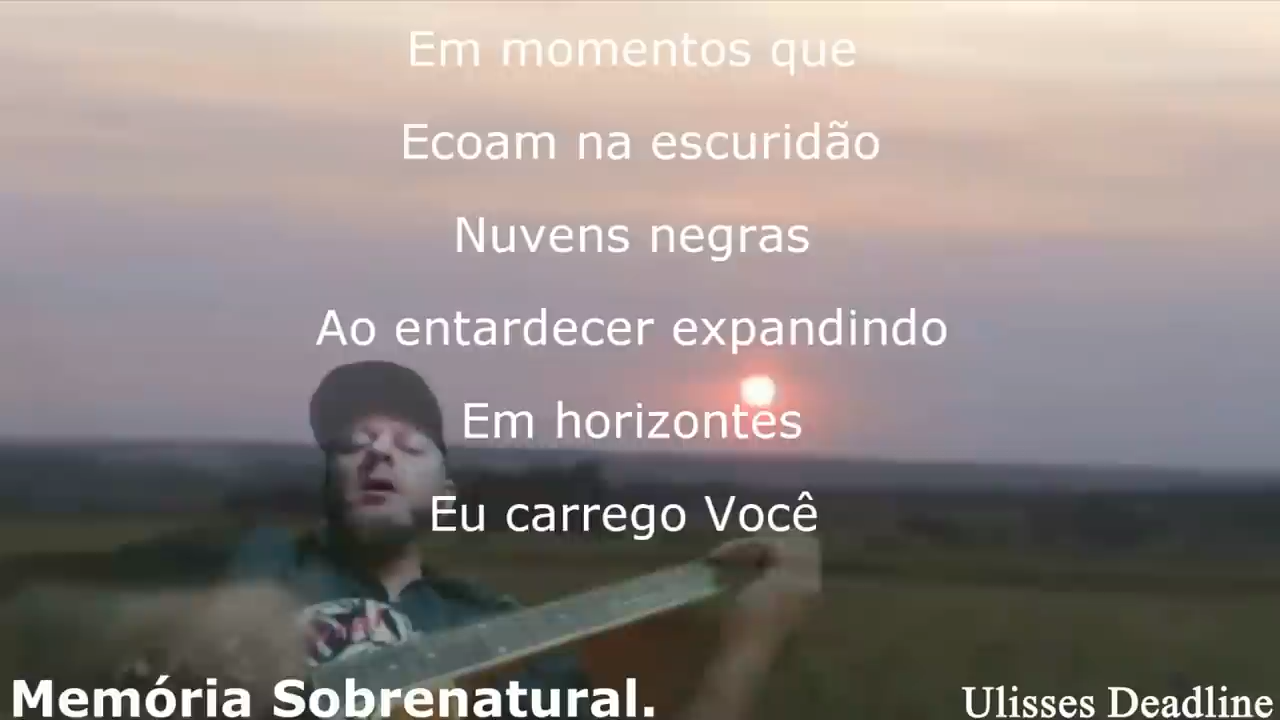 Em momentos que
Ecoam na escuridão
Nuvens negras
Ao entardecer expandindo
Em horizontes
Eu carrego Você
Memória Sobrenatural.
Ulisses Deadline